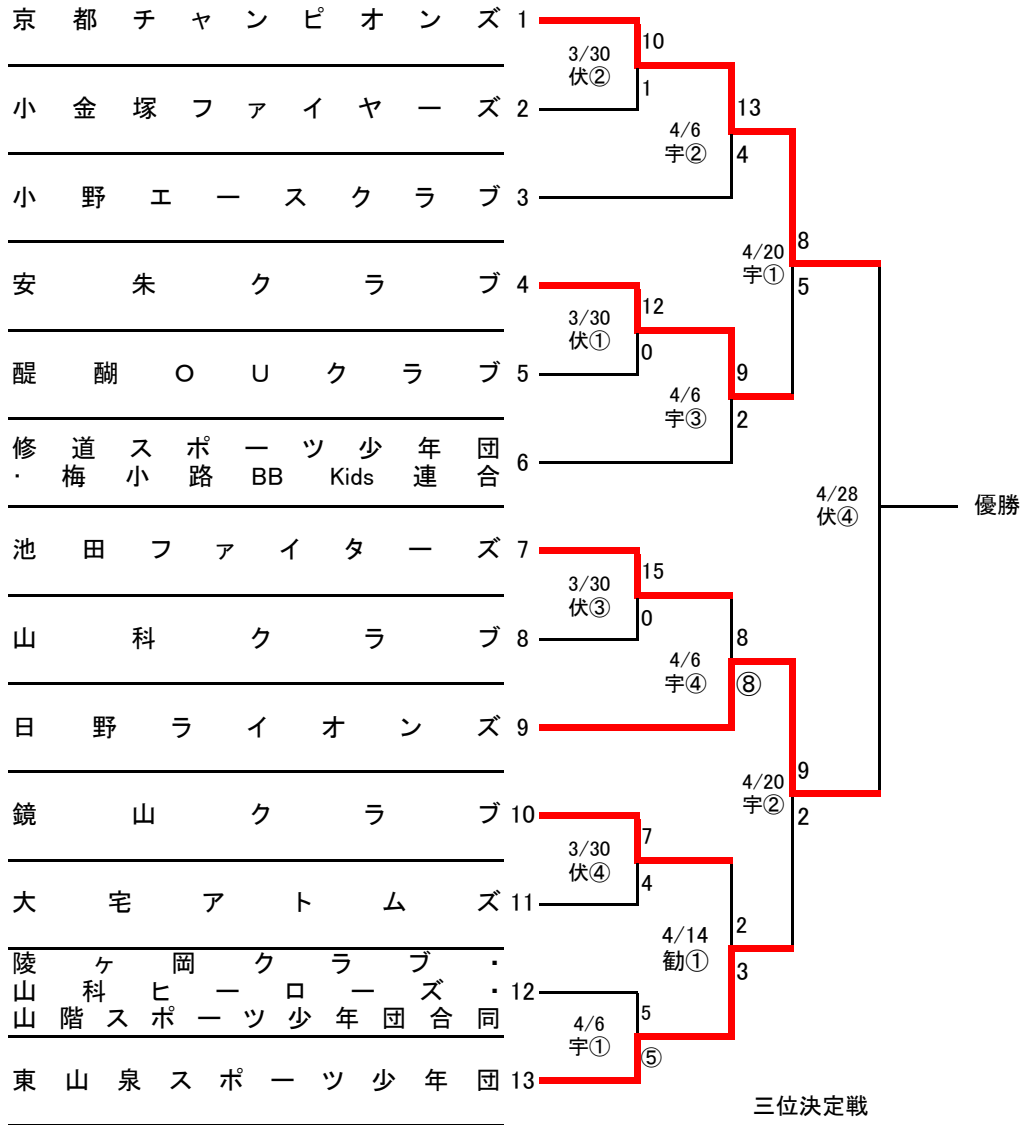 京都チャンピオンズ 1
10
3/30
伏②
1
小金塚ファイヤーズ 2
13
4/6
宇②
4
小野エースクラブ 3
8
4/20
宇①
5
安朱クラブ 4
12
3/30
伏①
0
醍醐OUクラブ 5
9
4/6
宇③
2
修道スポーツ少年団
・梅小路 BB Kids 連合 6
4/28
伏④
優勝
池田ファイターズ 7
15
3/30
伏③
0
山科クラブ 8
8
4/6
宇④
⑧
日野ライオンズ 9
9
4/20
宇②
2
鏡山クラブ 10
7
3/30
伏④
4
大宅アトムズ 11
2
4/14
勧①
3
陵ヶ岡クラブ・
山科ヒーローズ・
山階スポーツ少年団合同
12
5
4/6
宇①
⑤
東山泉スポーツ少年団 13
三位決定戦